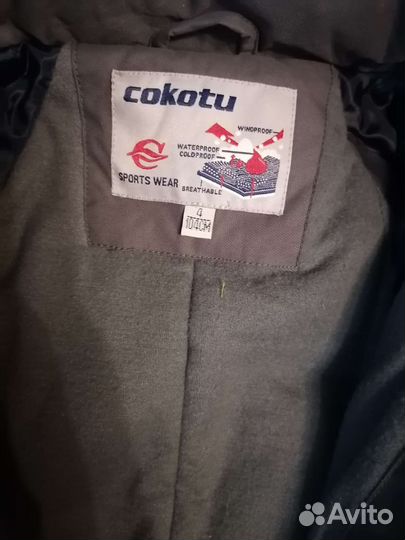 cokotu
WINDPROOF
WATERPROOF
COLDPROOF
SPORTS WEAR
BREATHABLE
4
104CM
Avito